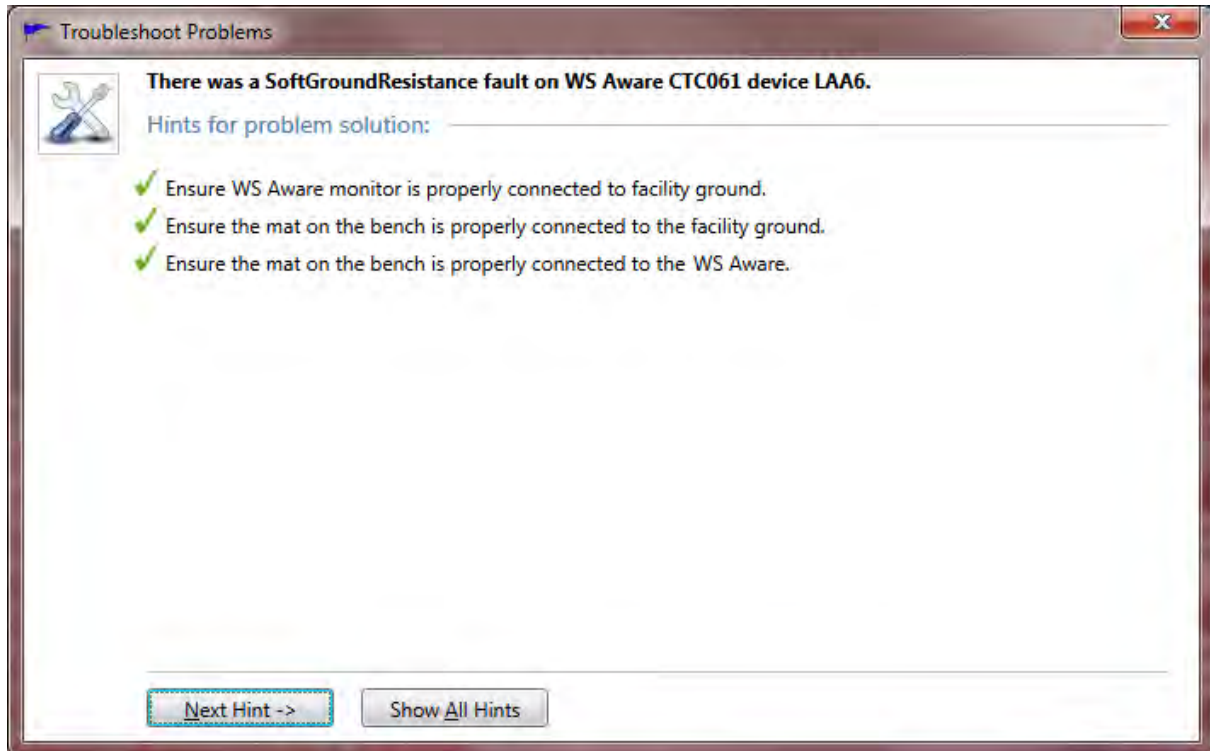 Troubleshoot Problems
There was a SoftGroundResistance fault on WS Aware CTC061 device LAA6.
Hints for problem solution:
Ensure WS Aware monitor is properly connected to facility ground.
Ensure the mat on the bench is properly connected to the facility ground.
Ensure the mat on the bench is properly connected to the WS Aware.
Next Hint ->
Show All Hints